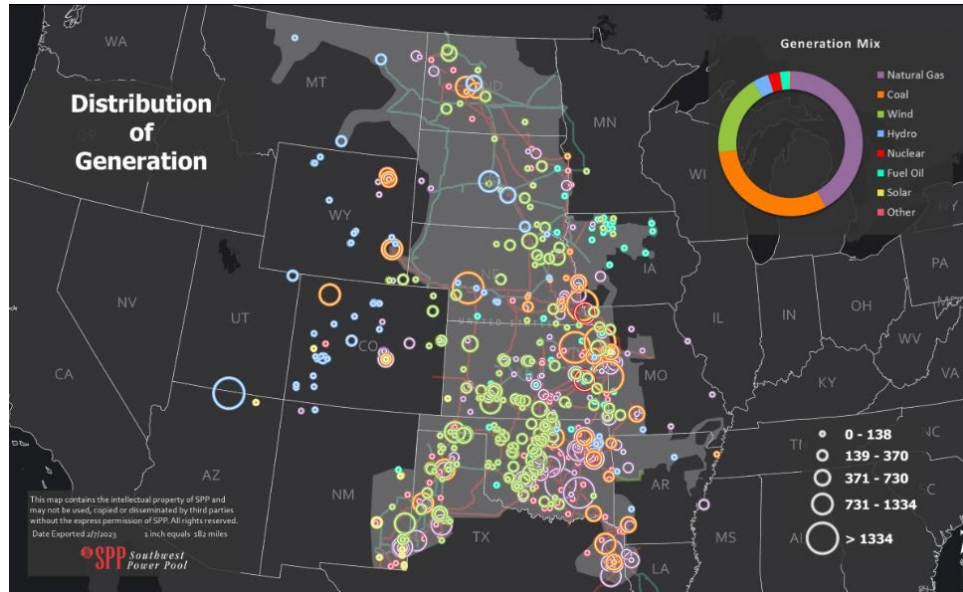 Distribution
of
Generation
Generation Mix
Natural Gas
Coal
Wind
Hydro
Nuclear
Fuel Oil
Solar
Other
WA
MT
ND
MN
WI
WY
IA
NE
NV
UT
CO
CA
IL
IN
OH
PA
WV
VA
KY
MO
AZ
NM
TX
AR
LA
MS
NC
SC
0 - 138
139 - 370
371 - 730
731 - 1334
> 1334
This map contains the intellectual property of SPP and
may not be used, copied or disseminated by third parties
without the express permission of SPP. All rights reserved.
Date Exported 2/7/2023 1 inch equals 182 miles
SPP Southwest
Power Pool